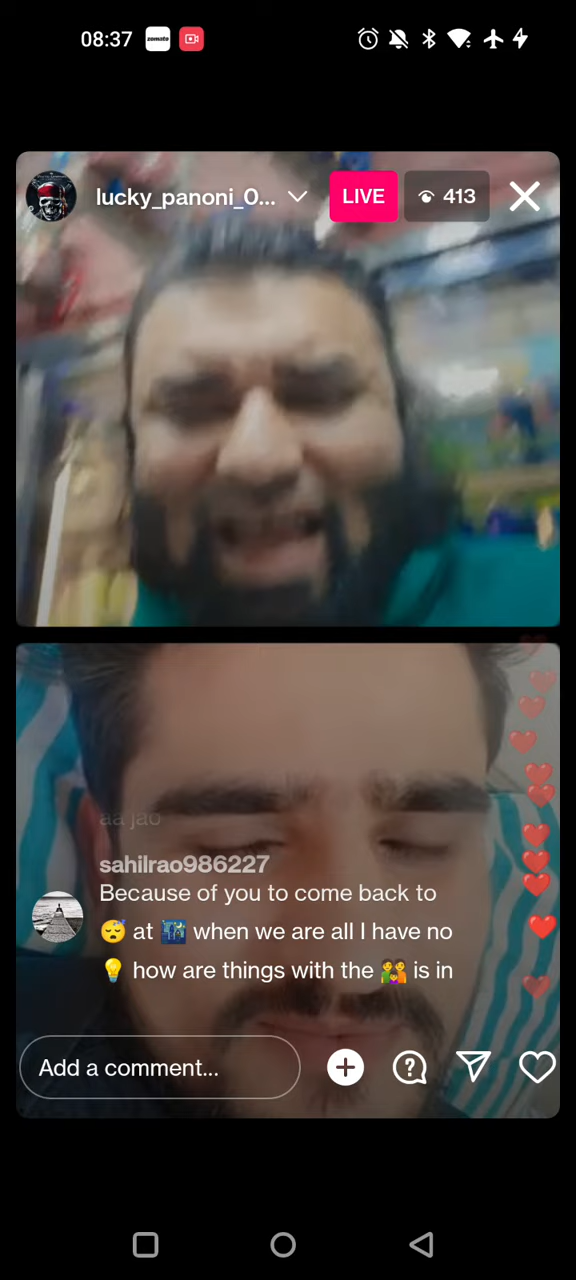 08:37
zomato
lucky_panoni_0...
LIVE
413
aa jao
sahilrao986227
Because of you to come back to
😴 at 🌃 when we are all I have no
💡 how are things with the 👨‍👩‍👦 is in
Add a comment...